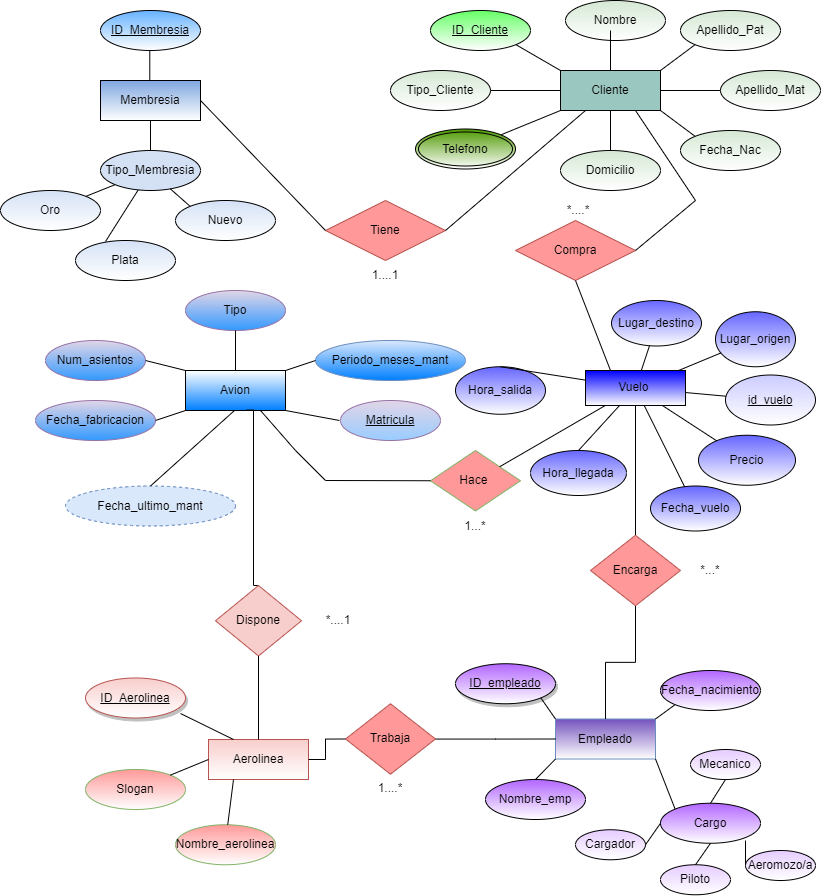 ID_Membresia
ID_Cliente
Nombre
Apellido_Pat
Membresia
Tipo_Cliente
Cliente
Apellido_Mat
Telefono
Fecha_Nac
Tipo_Membresia
Domicilio
Oro
Nuevo
Plata
Tiene
1....1
*....*
Compra
Tipo
Lugar_destino
Lugar_origen
Num_asientos
Periodo_meses_mant
Avion
Hora_salida
Vuelo
id_vuelo
Fecha_fabricacion
Matricula
Precio
Hace
Hora_llegada
Fecha_ultimo_mant
Fecha_vuelo
1...*
Encarga
*...*
Dispone
*....1
ID_Aerolinea
ID_empleado
Fecha_nacimiento
Trabaja
Empleado
Aerolinea
Mecanico
Slogan
1....*
Nombre_emp
Cargo
Nombre_aerolinea
Cargador
Aeromozo/a
Piloto